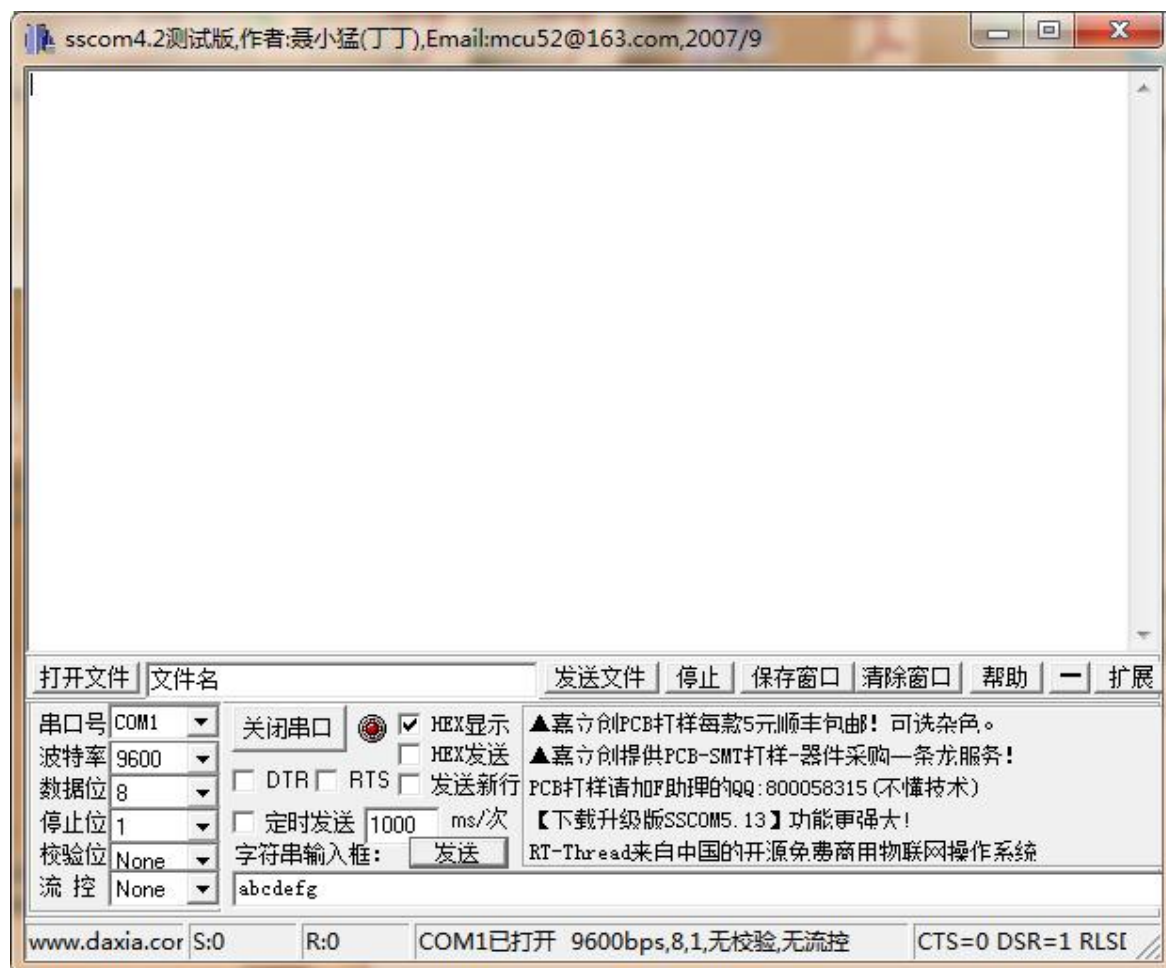 sscom4.2测试版,作者:聂小猛(丁丁),Email:mcu52@163.com,2007/9
打开文件 文件名 发送文件 停止 保存窗口 清除窗口 帮助 一 扩展
串口号 COM1 关闭串口 HEX显示 ▲嘉立创PCB打样每款5元顺丰包邮！可选杂色。
波特率 9600 HEX发送 ▲嘉立创提供PCB-SMT打样-器件采购一条龙服务！
数据位 8 DTR RTS 发送新行 PCB打样请加F助理的QQ:800058315(不懂技术)
停止位 1 定时发送 1000 ms/次 【下载升级版SSCOM5.13】功能更强大!
校验位 None 字符串输入框: 发送 RT-Thread来自中国的开源免费商用物联网操作系统
流 控 None abcdefg
www.daxia.cor S:0 R:0 COM1已打开 9600bps,8,1,无校验,无流控 CTS=0 DSR=1 RLSD